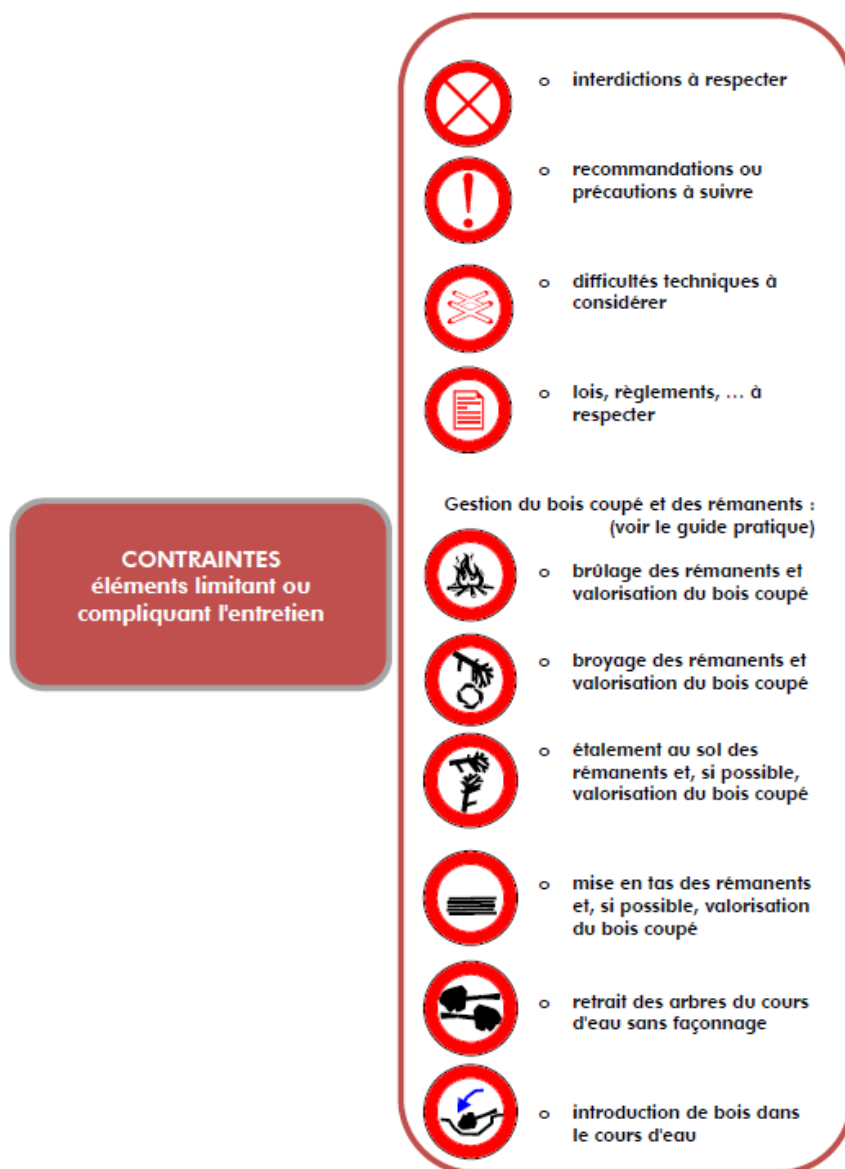 CONTRAINTES
éléments limitant ou
compliquant l'entretien
o interdictions à respecter
o recommandations ou
précautions à suivre
o difficultés techniques à
considérer
o lois, règlements, ... à
respecter
Gestion du bois coupé et des rémanents :
(voir le guide pratique)
o brûlage des rémanents et
valorisation du bois coupé
o broyage des rémanents et
valorisation du bois coupé
o étalement au sol des
rémanents et, si possible,
valorisation du bois coupé
o mise en tas des rémanents
et, si possible, valorisation
du bois coupé
o retrait des arbres du cours
d'eau sans façonnage
o introduction de bois dans
le cours d'eau